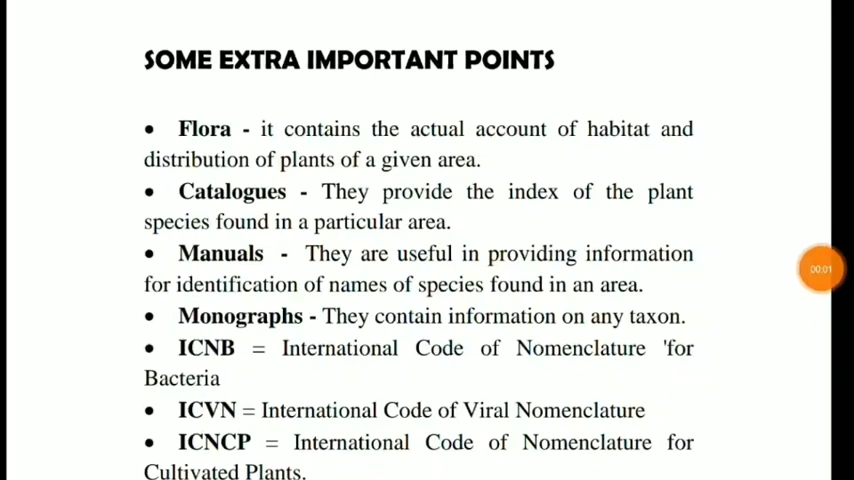 SOME EXTRA IMPORTANT POINTS
• Flora - it contains the actual account of habitat and
distribution of plants of a given area.
• Catalogues - They provide the index of the plant
species found in a particular area.
• Manuals - They are useful in providing information
for identification of names of species found in an area.
• Monographs - They contain information on any taxon.
• ICNB = International Code of Nomenclature 'for
Bacteria
• ICVN = International Code of Viral Nomenclature
• ICNCP = International Code of Nomenclature for
Cultivated Plants.
00:01